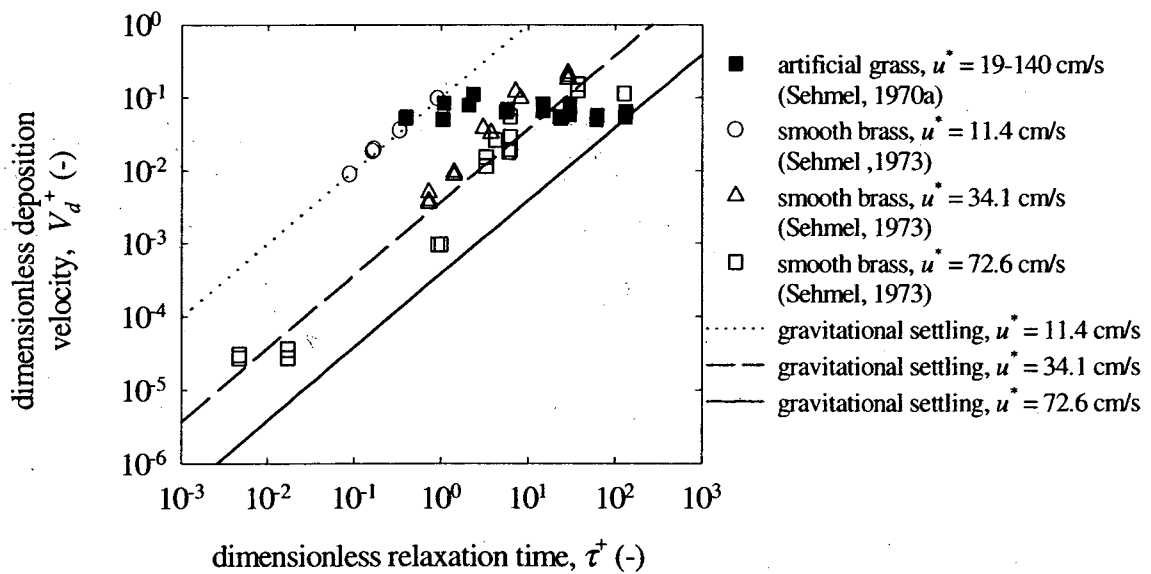 dimensionless deposition
velocity, V_d^+ (-)
10^0
10^-1
10^-2
10^-3
10^-4
10^-5
10^-6
10^-3 10^-2 10^-1 10^0 10^1 10^2 10^3
dimensionless relaxation time, τ^+ (-)
artificial grass, u^* = 19-140 cm/s
(Sehmel, 1970a)
smooth brass, u^* = 11.4 cm/s
(Sehmel ,1973)
smooth brass, u^* = 34.1 cm/s
(Sehmel, 1973)
smooth brass, u^* = 72.6 cm/s
(Sehmel, 1973)
gravitational settling, u^* = 11.4 cm/s
gravitational settling, u^* = 34.1 cm/s
gravitational settling, u^* = 72.6 cm/s